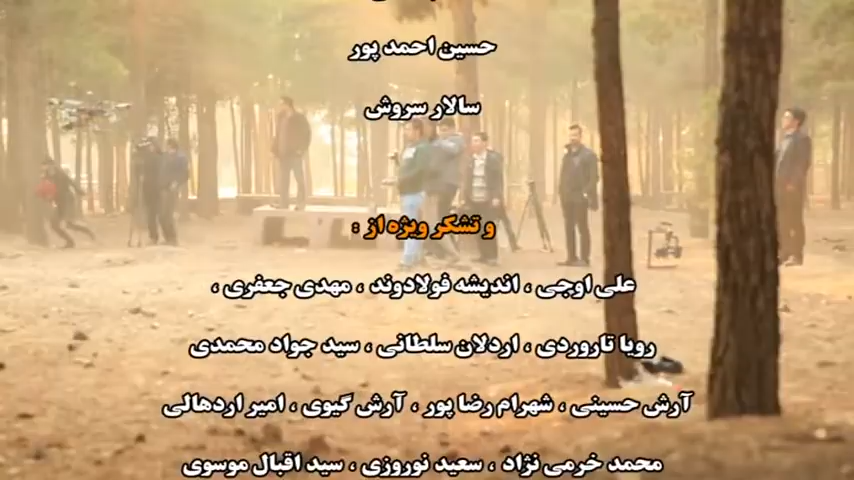 حسین احمد پور
سالار سروش
و تشکر ویژه از :
علی اوجی ، اندیشه فولادوند ، مهدی جعفری ،
رویا تاروردی ، اردلان سلطانی ، سید جواد محمدی
آرش حسینی ، شهرام رضا پور ، آرش گیوی ، امیر اردهالی
محمد خرمی نژاد ، سعید نوروزی ، سید اقبال موسوی